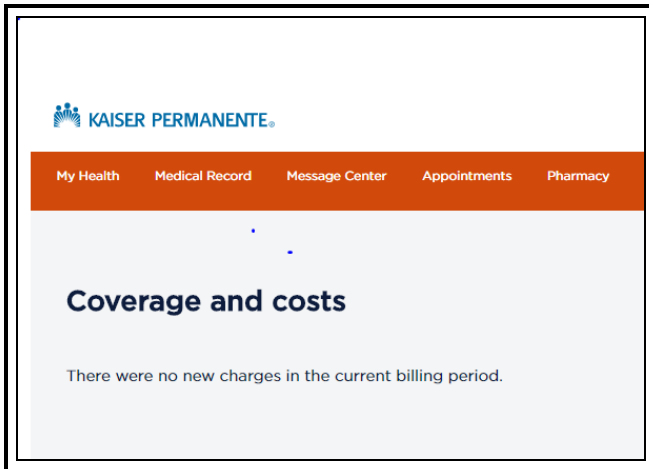 KAISER PERMANENTE®
My Health Medical Record Message Center Appointments Pharmacy
Coverage and costs
There were no new charges in the current billing period.